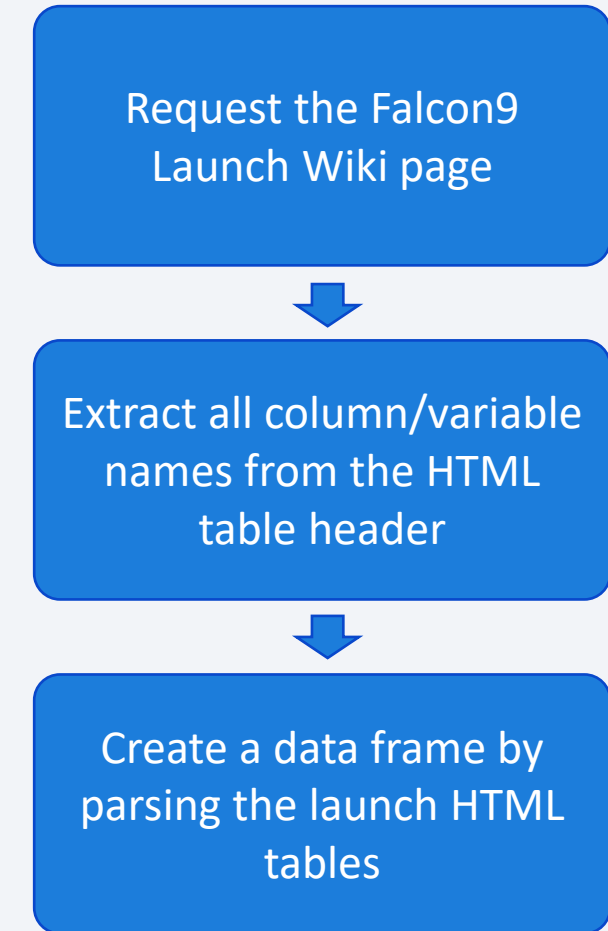 Request the Falcon9
Launch Wiki page
Extract all column/variable
names from the HTML
table header
Create a data frame by
parsing the launch HTML
tables